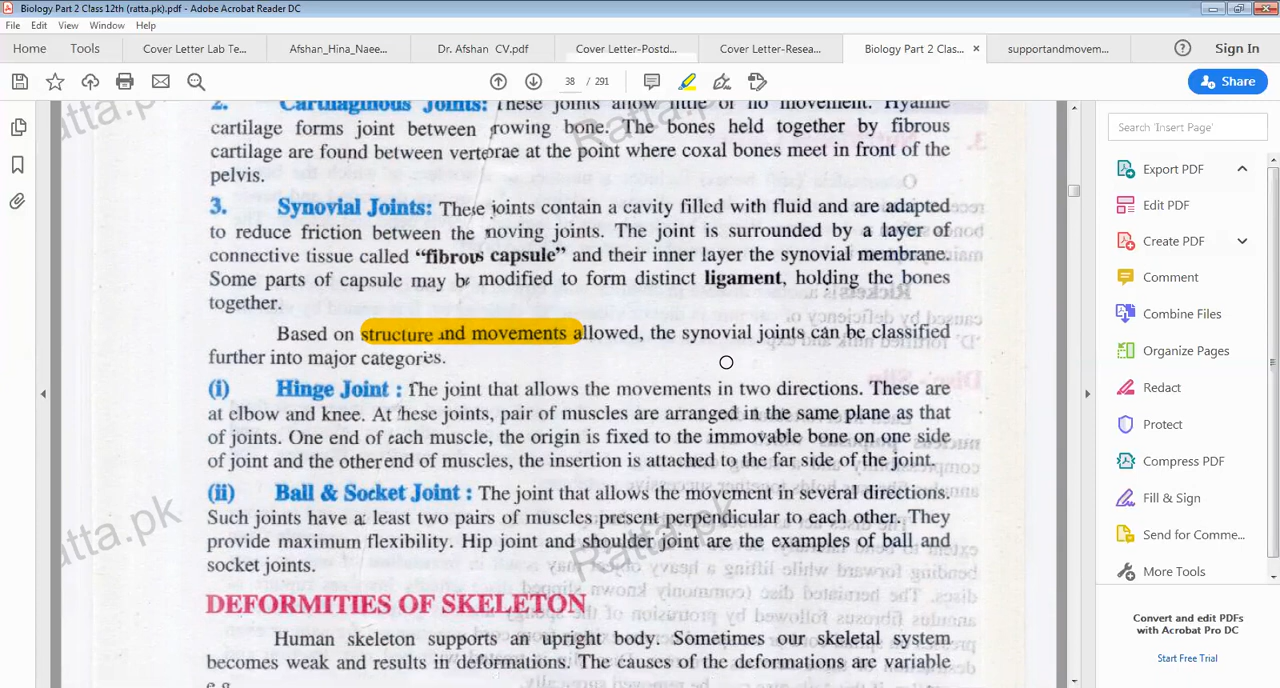 Biology Part 2 Class 12th (ratta.pk).pdf - Adobe Acrobat Reader DC
File Edit View Window Help
Home Tools Cover Letter Lab Te... Afshan_Hina_Naee... Dr. Afshan CV.pdf Cover Letter-Postd... Cover Letter-Resea... Biology Part 2 Clas... × supportandmovem... Sign In
38 / 291 Share
2. Cartilaginous Joints: These joints allow little or no movement. Hyaline
cartilage forms joint between growing bone. The bones held together by fibrous
cartilage are found between verterae at the point where coxal bones meet in front of the
pelvis.
3. Synovial Joints: These joints contain a cavity filled with fluid and are adapted
to reduce friction between the moving joints. The joint is surrounded by a layer of
connective tissue called "fibrous capsule" and their inner layer the synovial membrane.
Some parts of capsule may be modified to form distinct ligament, holding the bones
together.
Based on structure and movements allowed, the synovial joints can be classified
further into major categories.
(i) Hinge Joint : The joint that allows the movements in two directions. These are
at elbow and knee. At these joints, pair of muscles are arranged in the same plane as that
of joints. One end of each muscle, the origin is fixed to the immovable bone on one side
of joint and the other end of muscles, the insertion is attached to the far side of the joint.
(ii) Ball & Socket Joint : The joint that allows the movement in several directions.
Such joints have at least two pairs of muscles present perpendicular to each other. They
provide maximum flexibility. Hip joint and shoulder joint are the examples of ball and
socket joints.
DEFORMITIES OF SKELETON
Human skeleton supports an upright body. Sometimes our skeletal system
becomes weak and results in deformations. The causes of the deformations are variable
e.g.
Ratta.pk
Search 'Insert Page'
Export PDF
Edit PDF
Create PDF
Comment
Combine Files
Organize Pages
Redact
Protect
Compress PDF
Fill & Sign
Send for Comme...
More Tools
Convert and edit PDFs
with Acrobat Pro DC
Start Free Trial